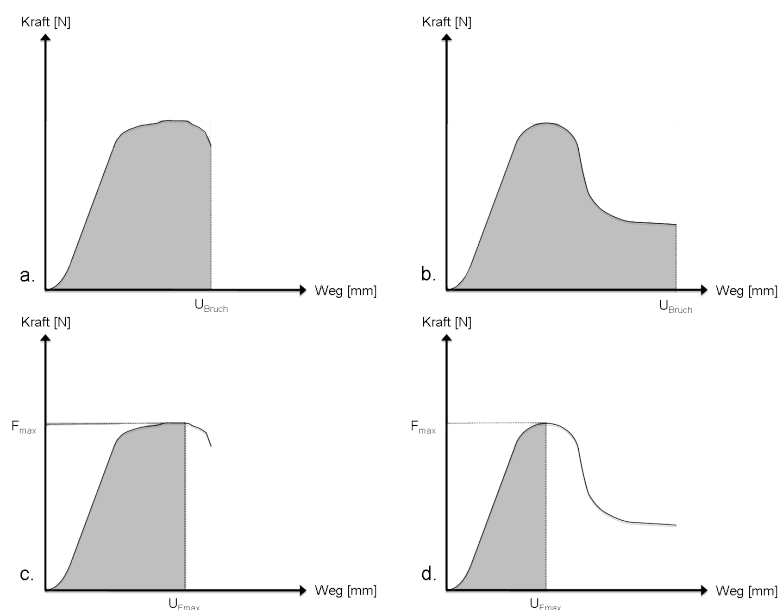 Kraft [N]
Kraft [N]
a.
Weg [mm]
U_Bruch
b.
Weg [mm]
U_Bruch
Kraft [N]
Kraft [N]
F_max
F_max
c.
Weg [mm]
U_Fmax
d.
Weg [mm]
U_Fmax